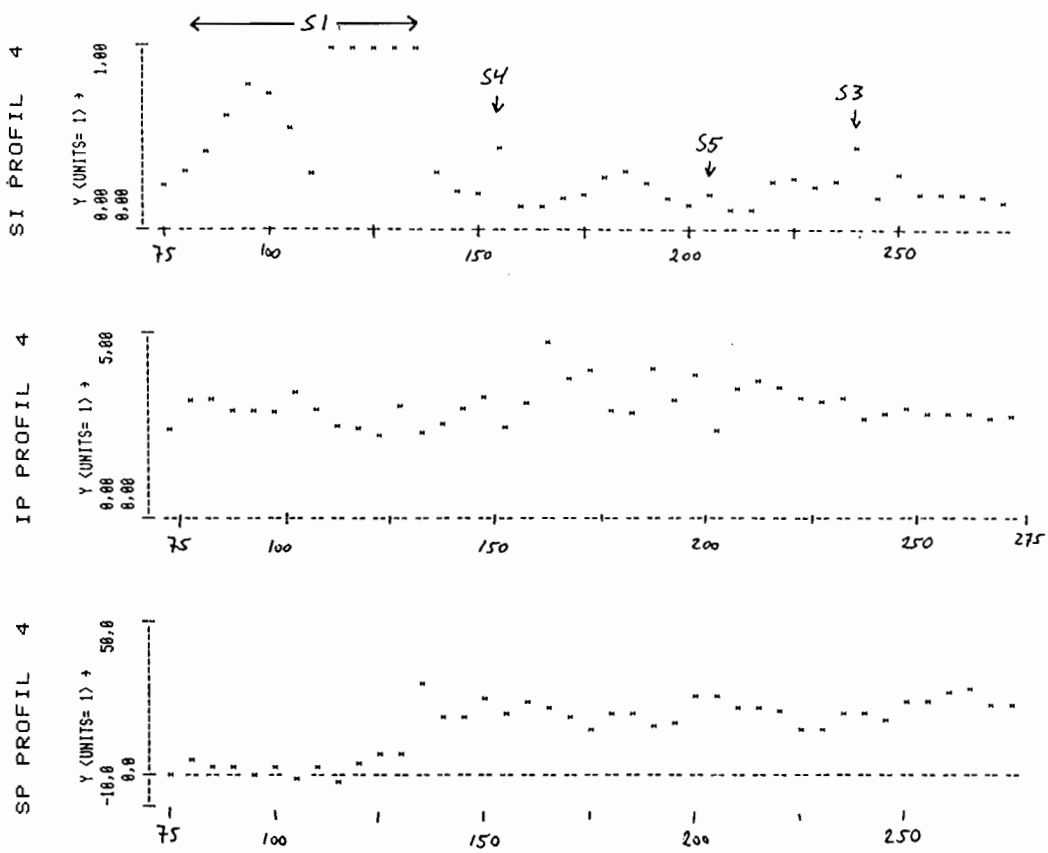 SI PROFIL 4
Y <UNITS= 1> →
0,00 1,00
0,00
S1
S4
S5
S3
75 100 150 200 250
IP PROFIL 4
Y <UNITS= 1> →
0,00 5,00
0,00
75 100 150 200 250 275
SP PROFIL 4
Y <UNITS= 1> →
-10,0 50,0
0,0
75 100 150 200 250